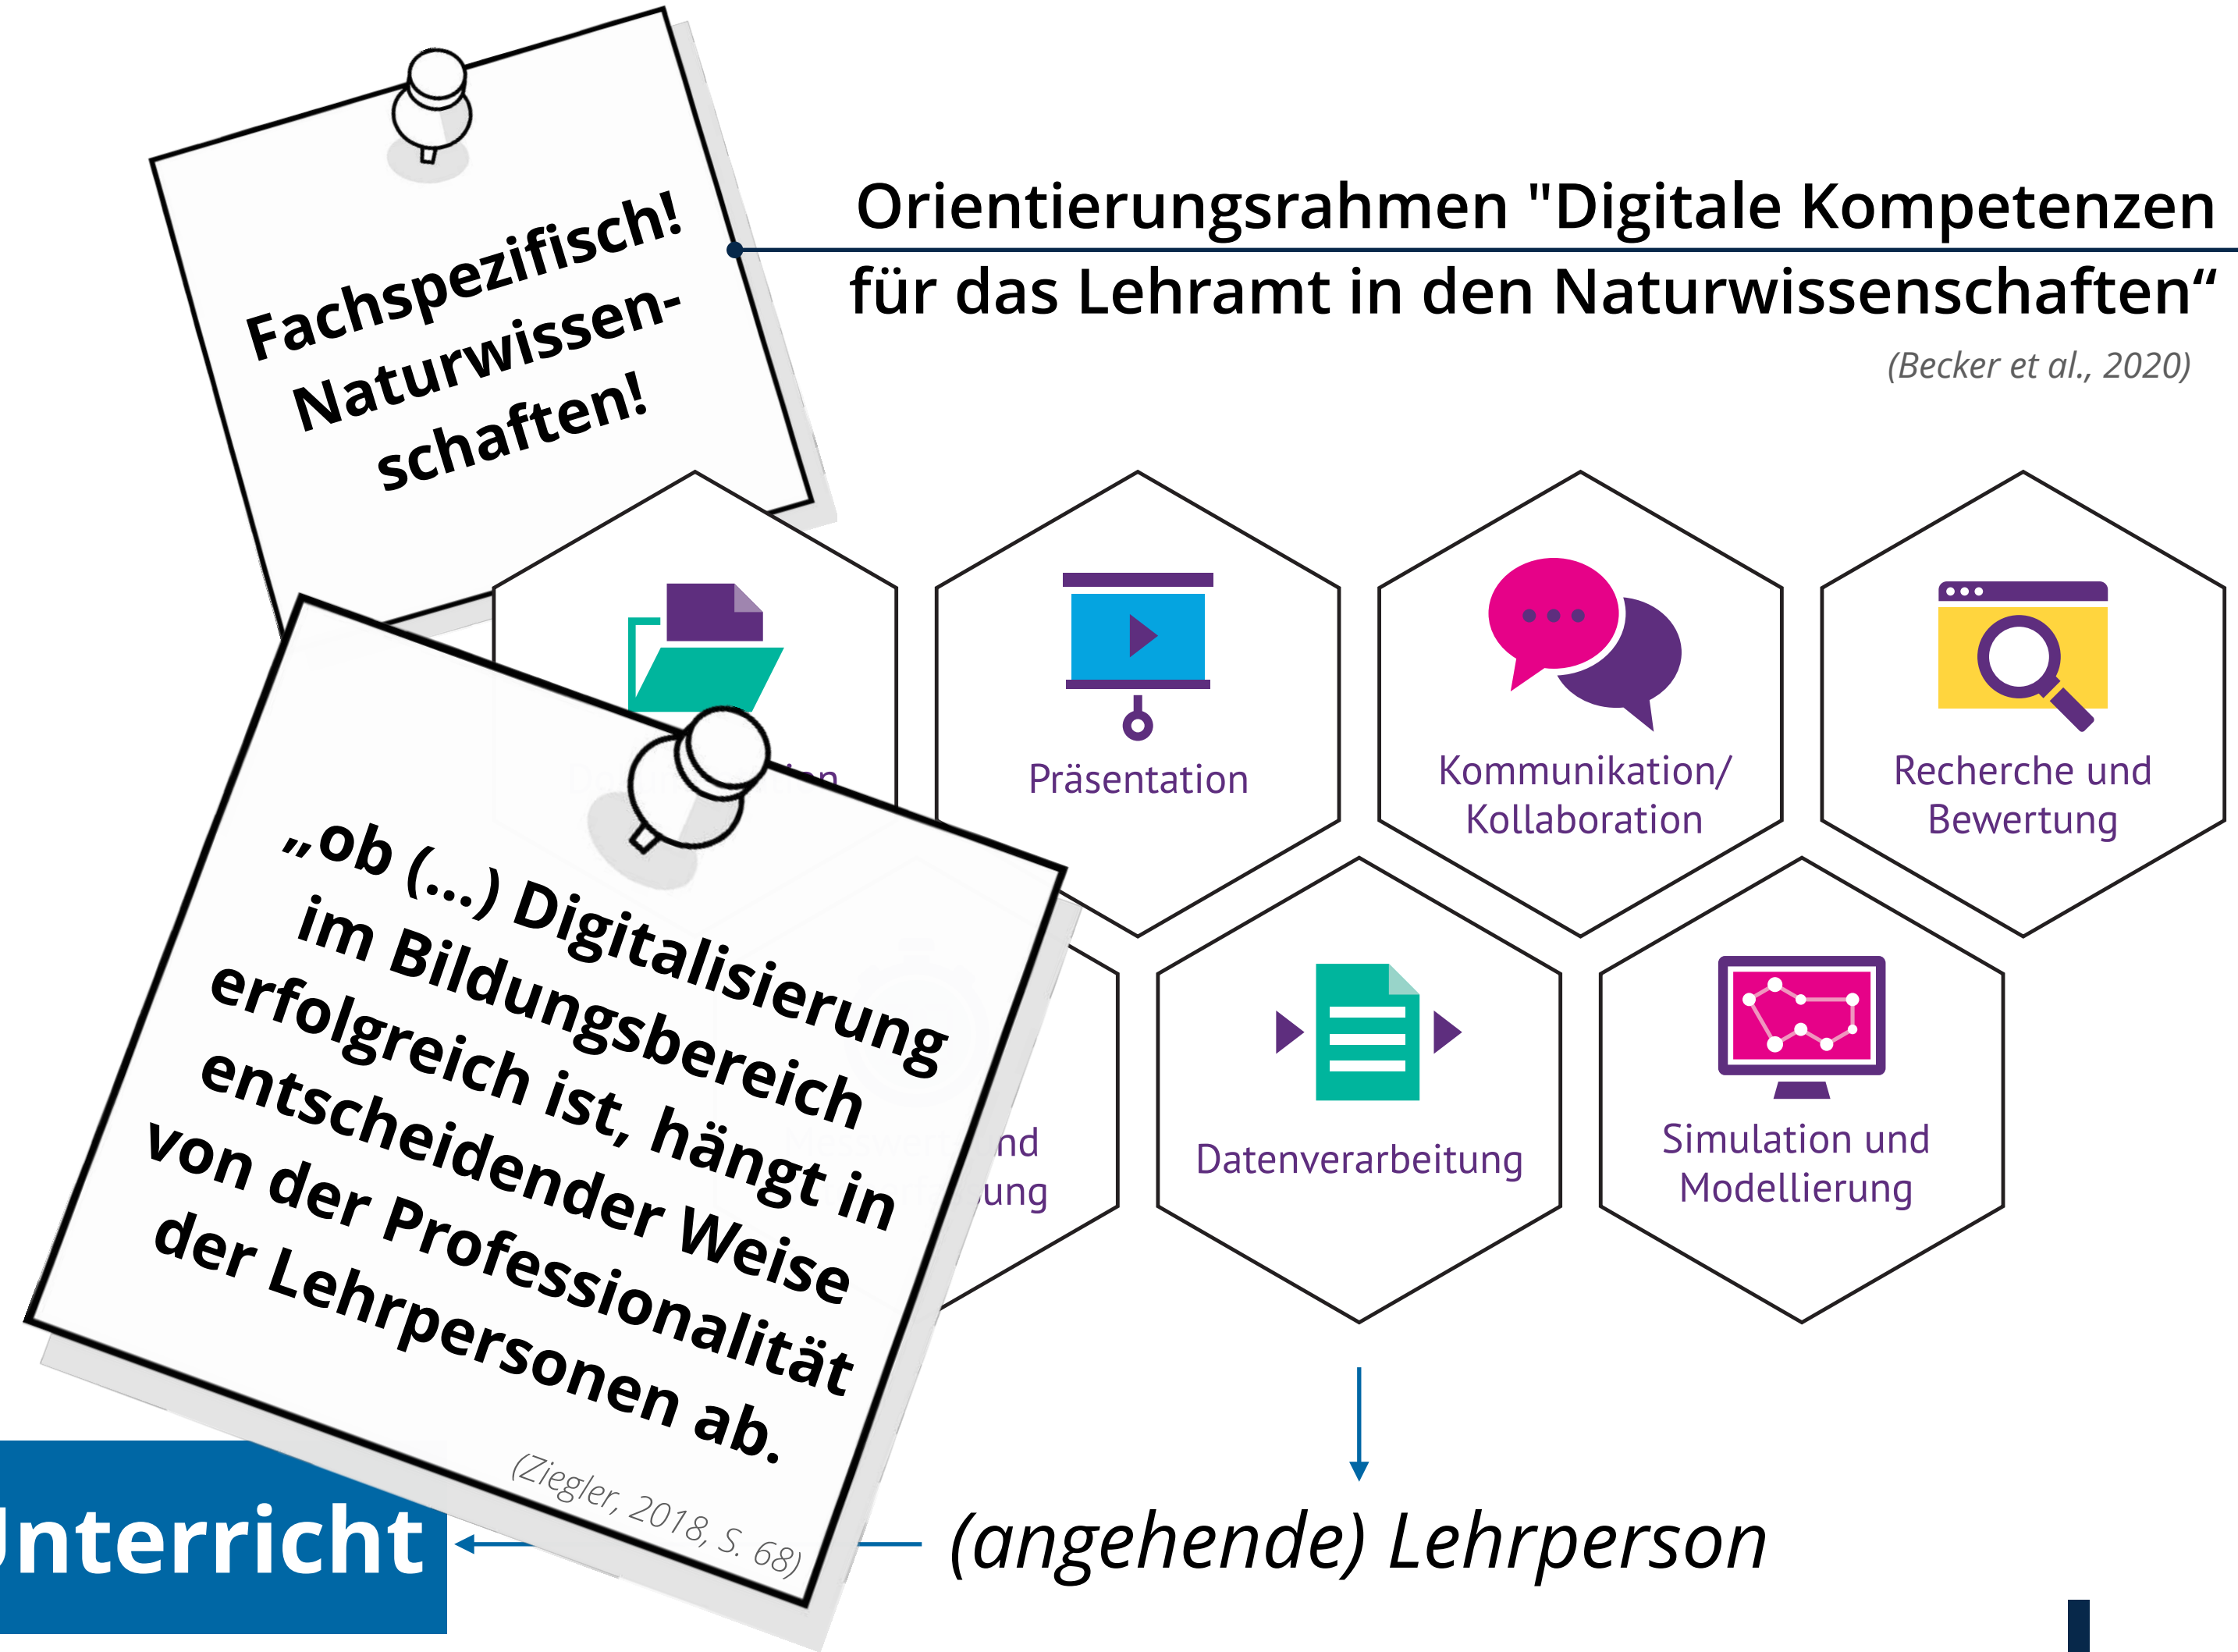 Fachspezifisch!
Naturwissen-
schaften!
Orientierungsrahmen "Digitale Kompetenzen
für das Lehramt in den Naturwissenschaften“
(Becker et al., 2020)
Präsentation
Kommunikation/
Kollaboration
Recherche und
Bewertung
„ob (...) Digitalisierung
im Bildungsbereich
erfolgreich ist, hängt in
entscheidender Weise
von der Professionalität
der Lehrpersonen ab.
(Ziegler, 2018, S. 68)
Datenverarbeitung
Simulation und
Modellierung
Unterricht
(angehende) Lehrperson